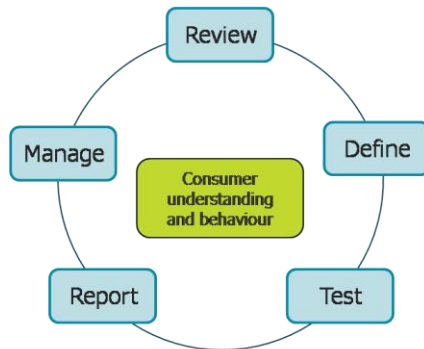 Review
Define
Test
Report
Manage
Consumer
understanding
and behaviour